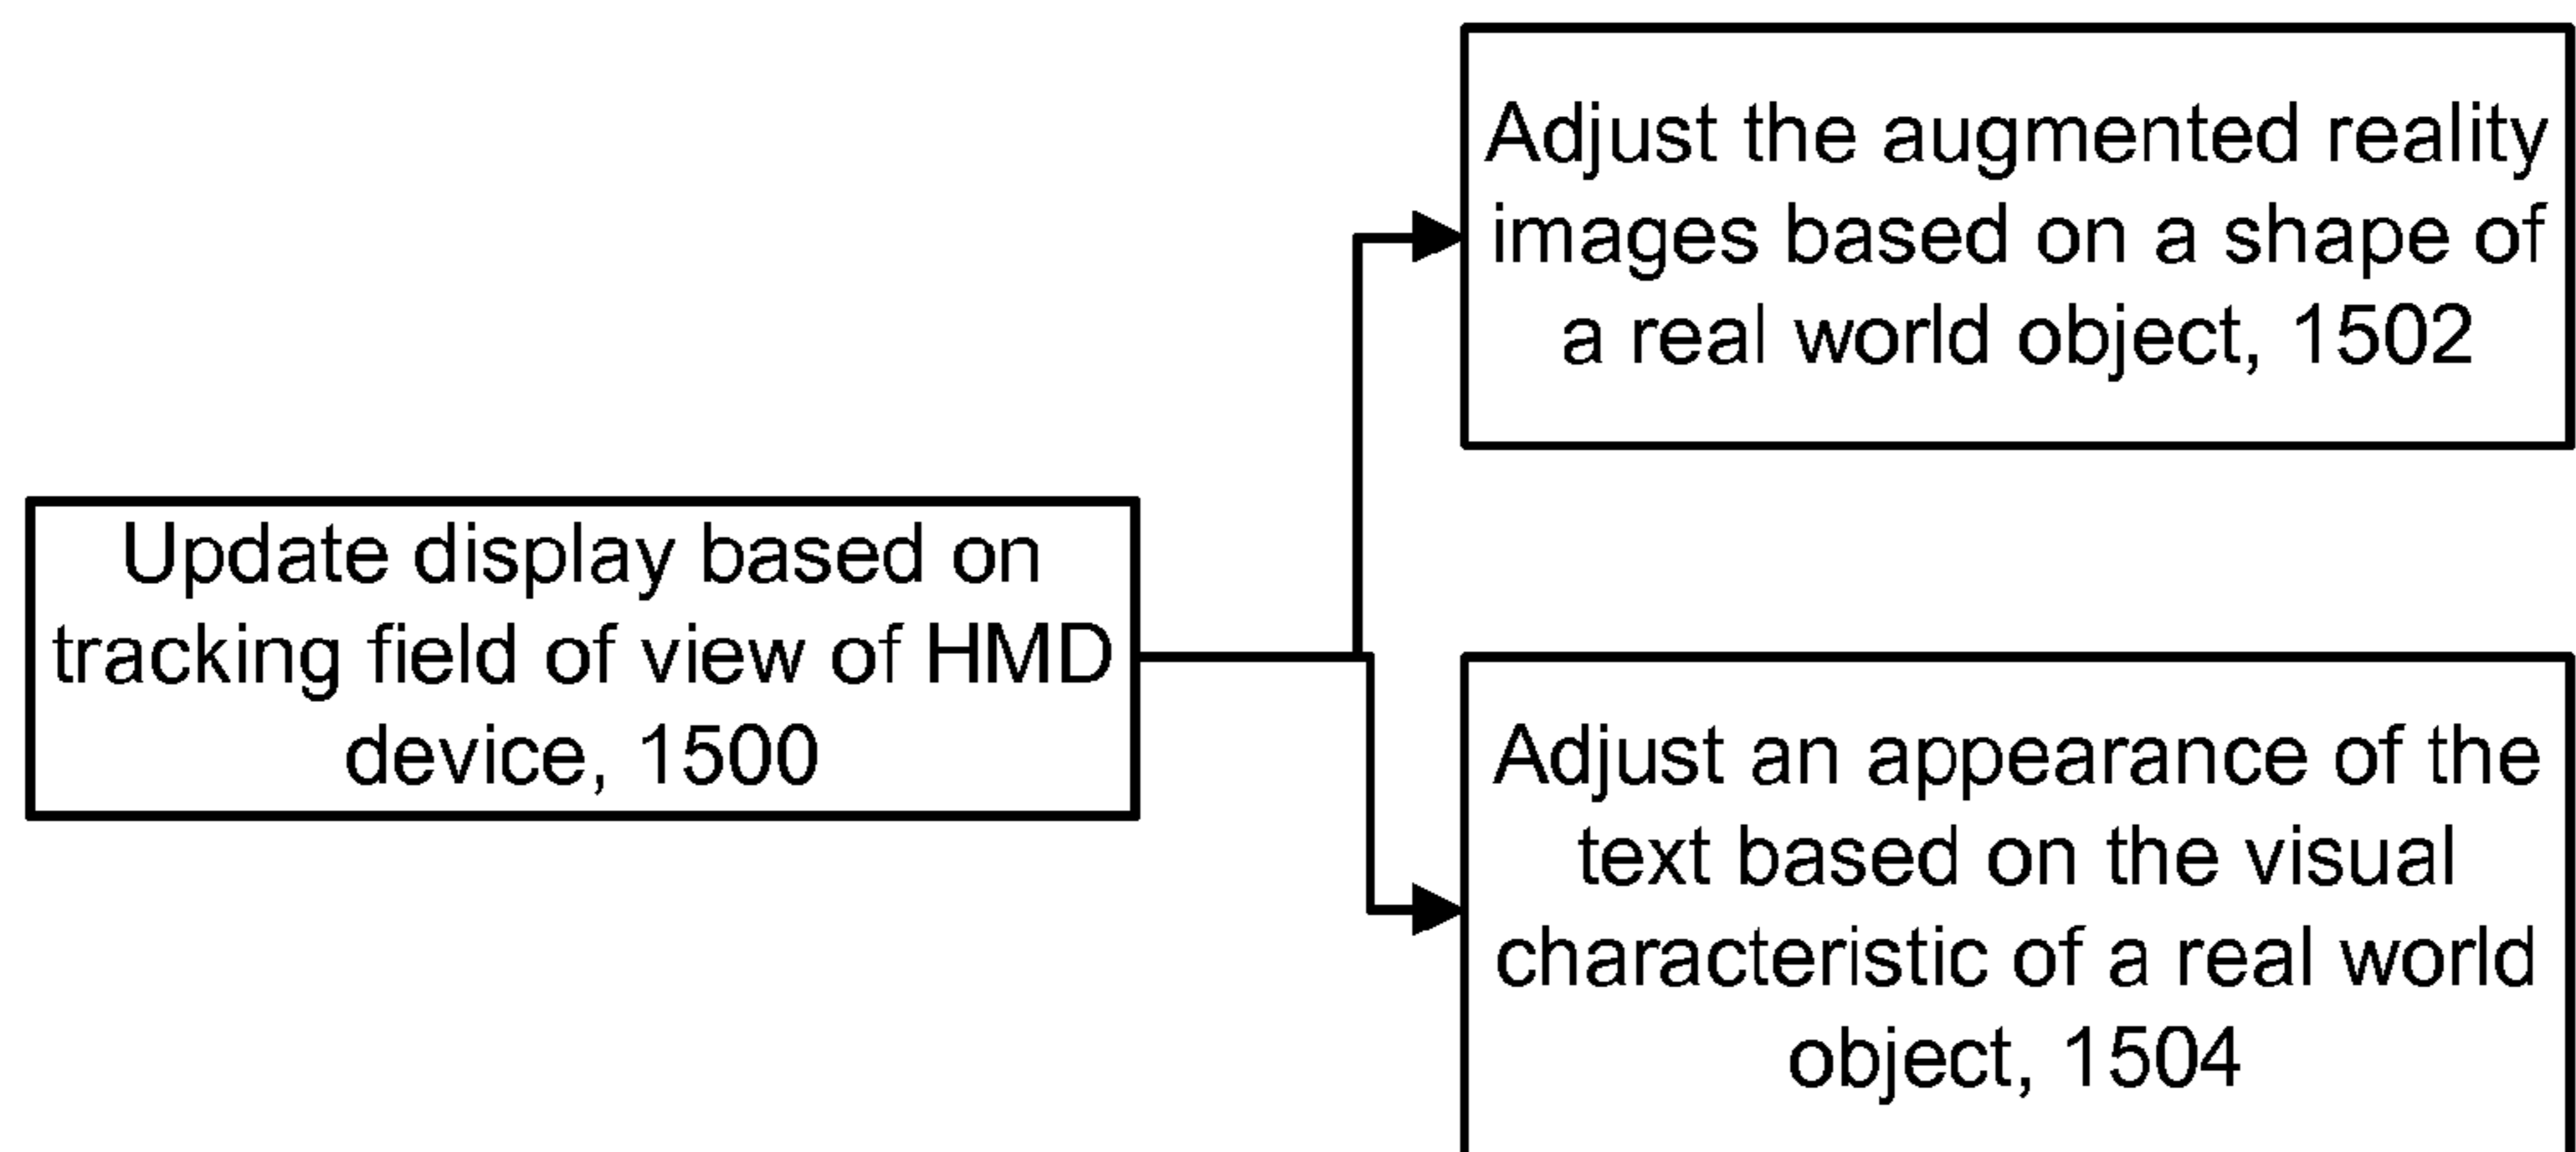 Adjust the augmented reality
images based on a shape of
a real world object, 1502
Update display based on
tracking field of view of HMD
device, 1500
Adjust an appearance of the
text based on the visual
characteristic of a real world
object, 1504